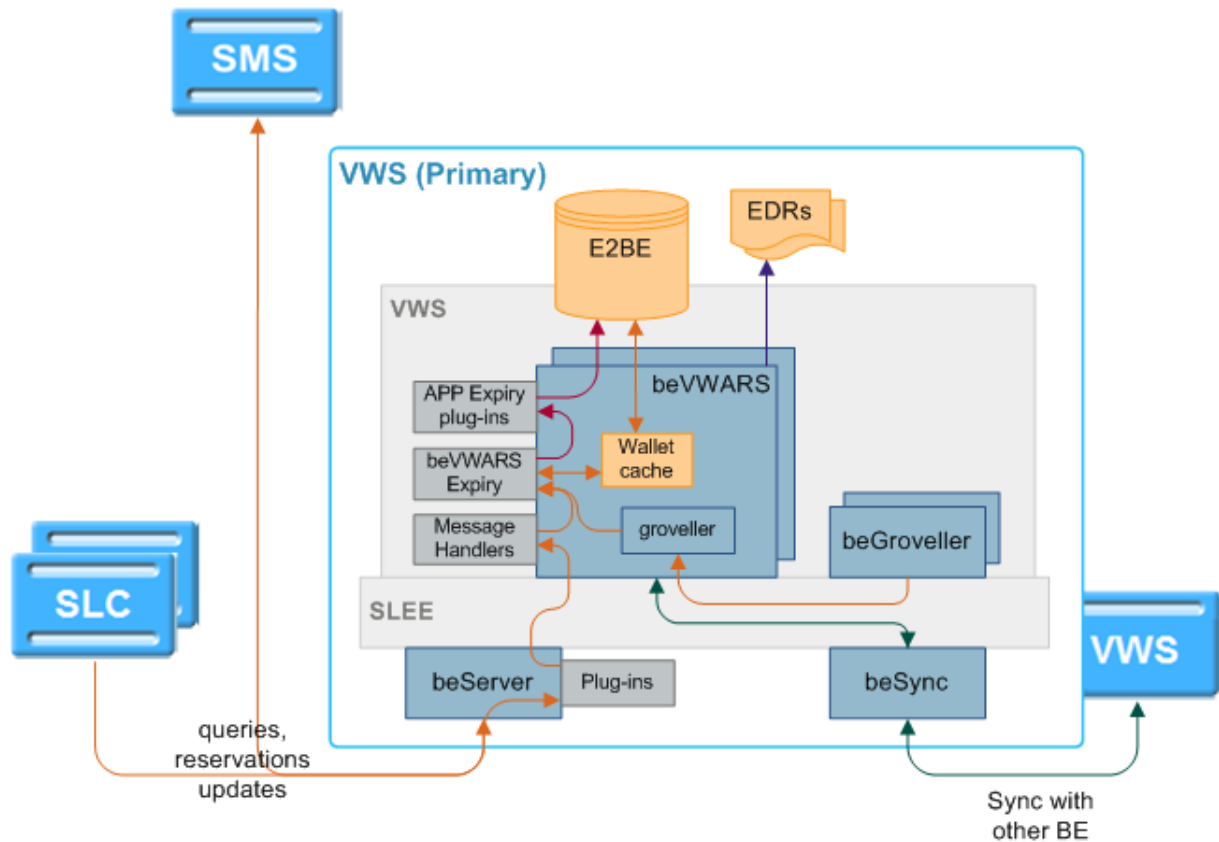 SMS
VWS (Primary)
E2BE
EDRs
VWS
beVWARS
APP Expiry
plug-ins
Wallet
cache
beVWARS
Expiry
Message
Handlers
groveller
beGroveller
SLC
SLEE
VWS
beServer
Plug-ins
beSync
queries,
reservations
updates
Sync with
other BE